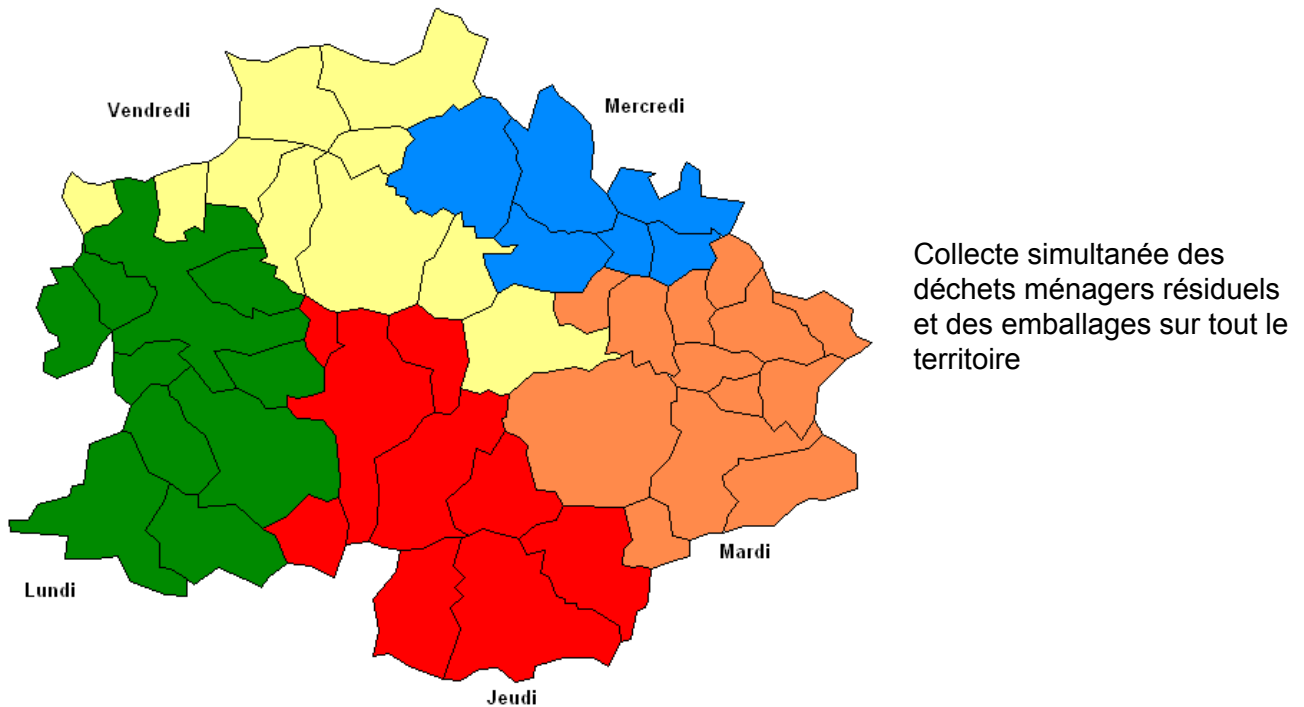 Vendredi
Mercredi
Collecte simultanée des
déchets ménagers résiduels
et des emballages sur tout le
territoire
Mardi
Lundi
Jeudi